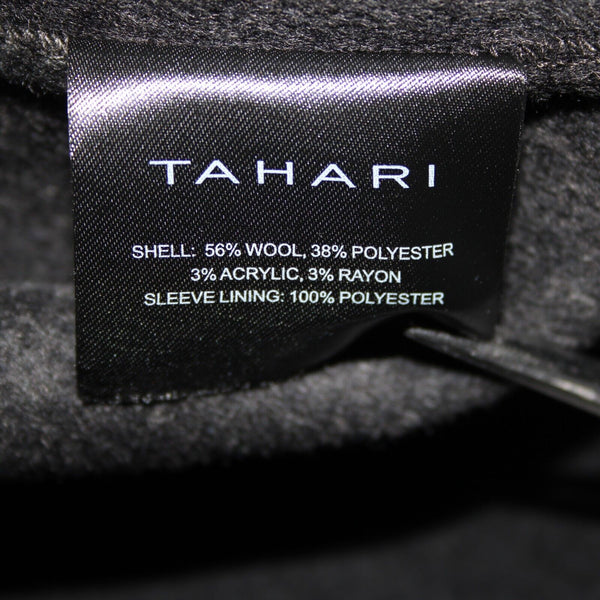 TAHARI
SHELL: 56% WOOL, 38% POLYESTER
3% ACRYLIC, 3% RAYON
SLEEVE LINING: 100% POLYESTER